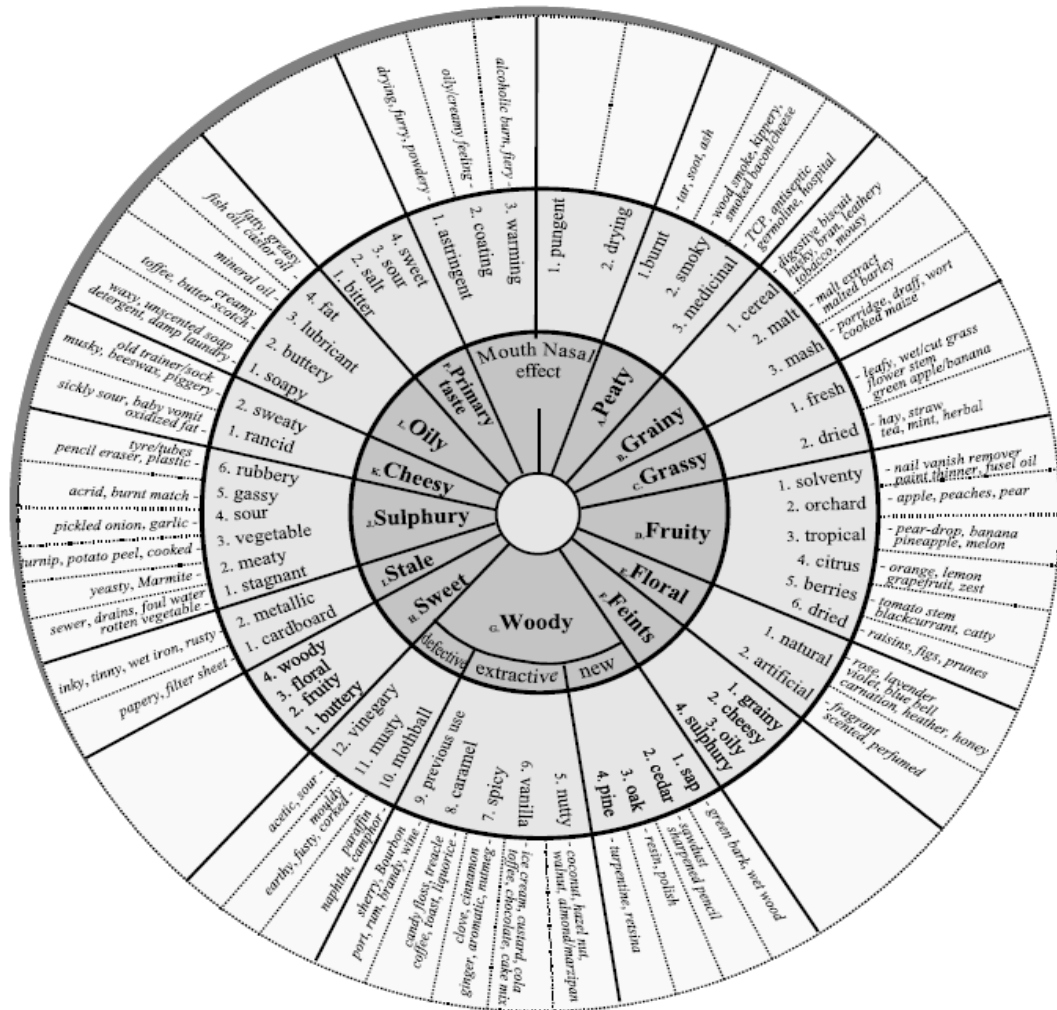 Mouth
Nasal
effect
A. Peaty
B. Grainy
C. Grassy
D. Fruity
E. Floral
F. Feints
G. Woody
new
extractive
defective
H. Sweet
I. Stale
J. Sulphury
K. Cheesy
L. Oily
Primary
taste
1. pungent
2. drying
1.burnt
2. smoky
3. medicinal
1. cereal
2. malt
3. mash
1. fresh
2. dried
1. solventy
2. orchard
3. tropical
4. citrus
5. berries
6. dried
1. natural
2. artificial
1. grainy
2. cheesy
3. oily
4. sulphury
1. sap
2. cedar
3. oak
4. pine
5. nutty
6. vanilla
7. spicy
8. caramel
9. previous use
10. mothball
11. musty
12. vinegary
1. buttery
2. fruity
3. floral
4. woody
1. cardboard
2. metallic
1. stagnant
2. meaty
3. vegetable
4. sour
5. gassy
6. rubbery
1. rancid
2. sweaty
1. soapy
2. buttery
3. lubricant
4. fat
1. bitter
2. salt
3. sour
4. sweet
1. astringent
2. coating
3. warming
- tar, soot, ash
- wood smoke, kippery,
smoked bacon/cheese
- TCP, antiseptic
germoline, hospital
- digestive biscuit
husky, bran, leathery
tobacco, mousy
- malt extract
malted barley
- porridge, draff, wort
cooked maize
- leafy, wet/cut grass
flower stem
green apple/banana
- hay, straw
tea, mint, herbal
- nail vanish remover
paint thinner, fusel oil
- apple, peaches, pear
- pear-drop, banana
pineapple, melon
- orange, lemon
grapefruit, zest
- tomato stem
blackcurrant, catty
- raisins, figs, prunes
- rose, lavender
violet, blue bell
carnation, heather, honey
- fragrant
scented, perfumed
- green bark, wet wood
- sawdust
sharpened pencil
- resin, polish
- turpentine, retsina
- coconut, hazel nut,
walnut, almond/marzipan
- ice cream, custard, cola
toffee, chocolate, cake mix
clove, cinnamon
ginger, aromatic, nutmeg
candy floss, treacle
coffee, toast, liquorice -
sherry, Bourbon
port, rum, brandy, wine -
paraffin
naphtha, camphor -
mouldy
earthy, fusty, corked -
acetic, sour -
papery, filter sheet -
inky, tinny, wet iron, rusty -
sewer, drains, foul water
rotten vegetable -
yeasty, Marmite -
urnip, potato peel, cooked -
pickled onion, garlic -
acrid, burnt match -
tyre/tubes
pencil eraser, plastic -
sickly sour, baby vomit
oxidized fat -
old trainer/sock
musky, beeswax, piggery -
waxy, unscented soap
detergent, damp laundry -
creamy
toffee, butter scotch -
mineral oil -
fatty, greasy
fish oil, castor oil -
drying, furry, powdery -
oily/creamy feeling -
alcoholic burn, fiery -